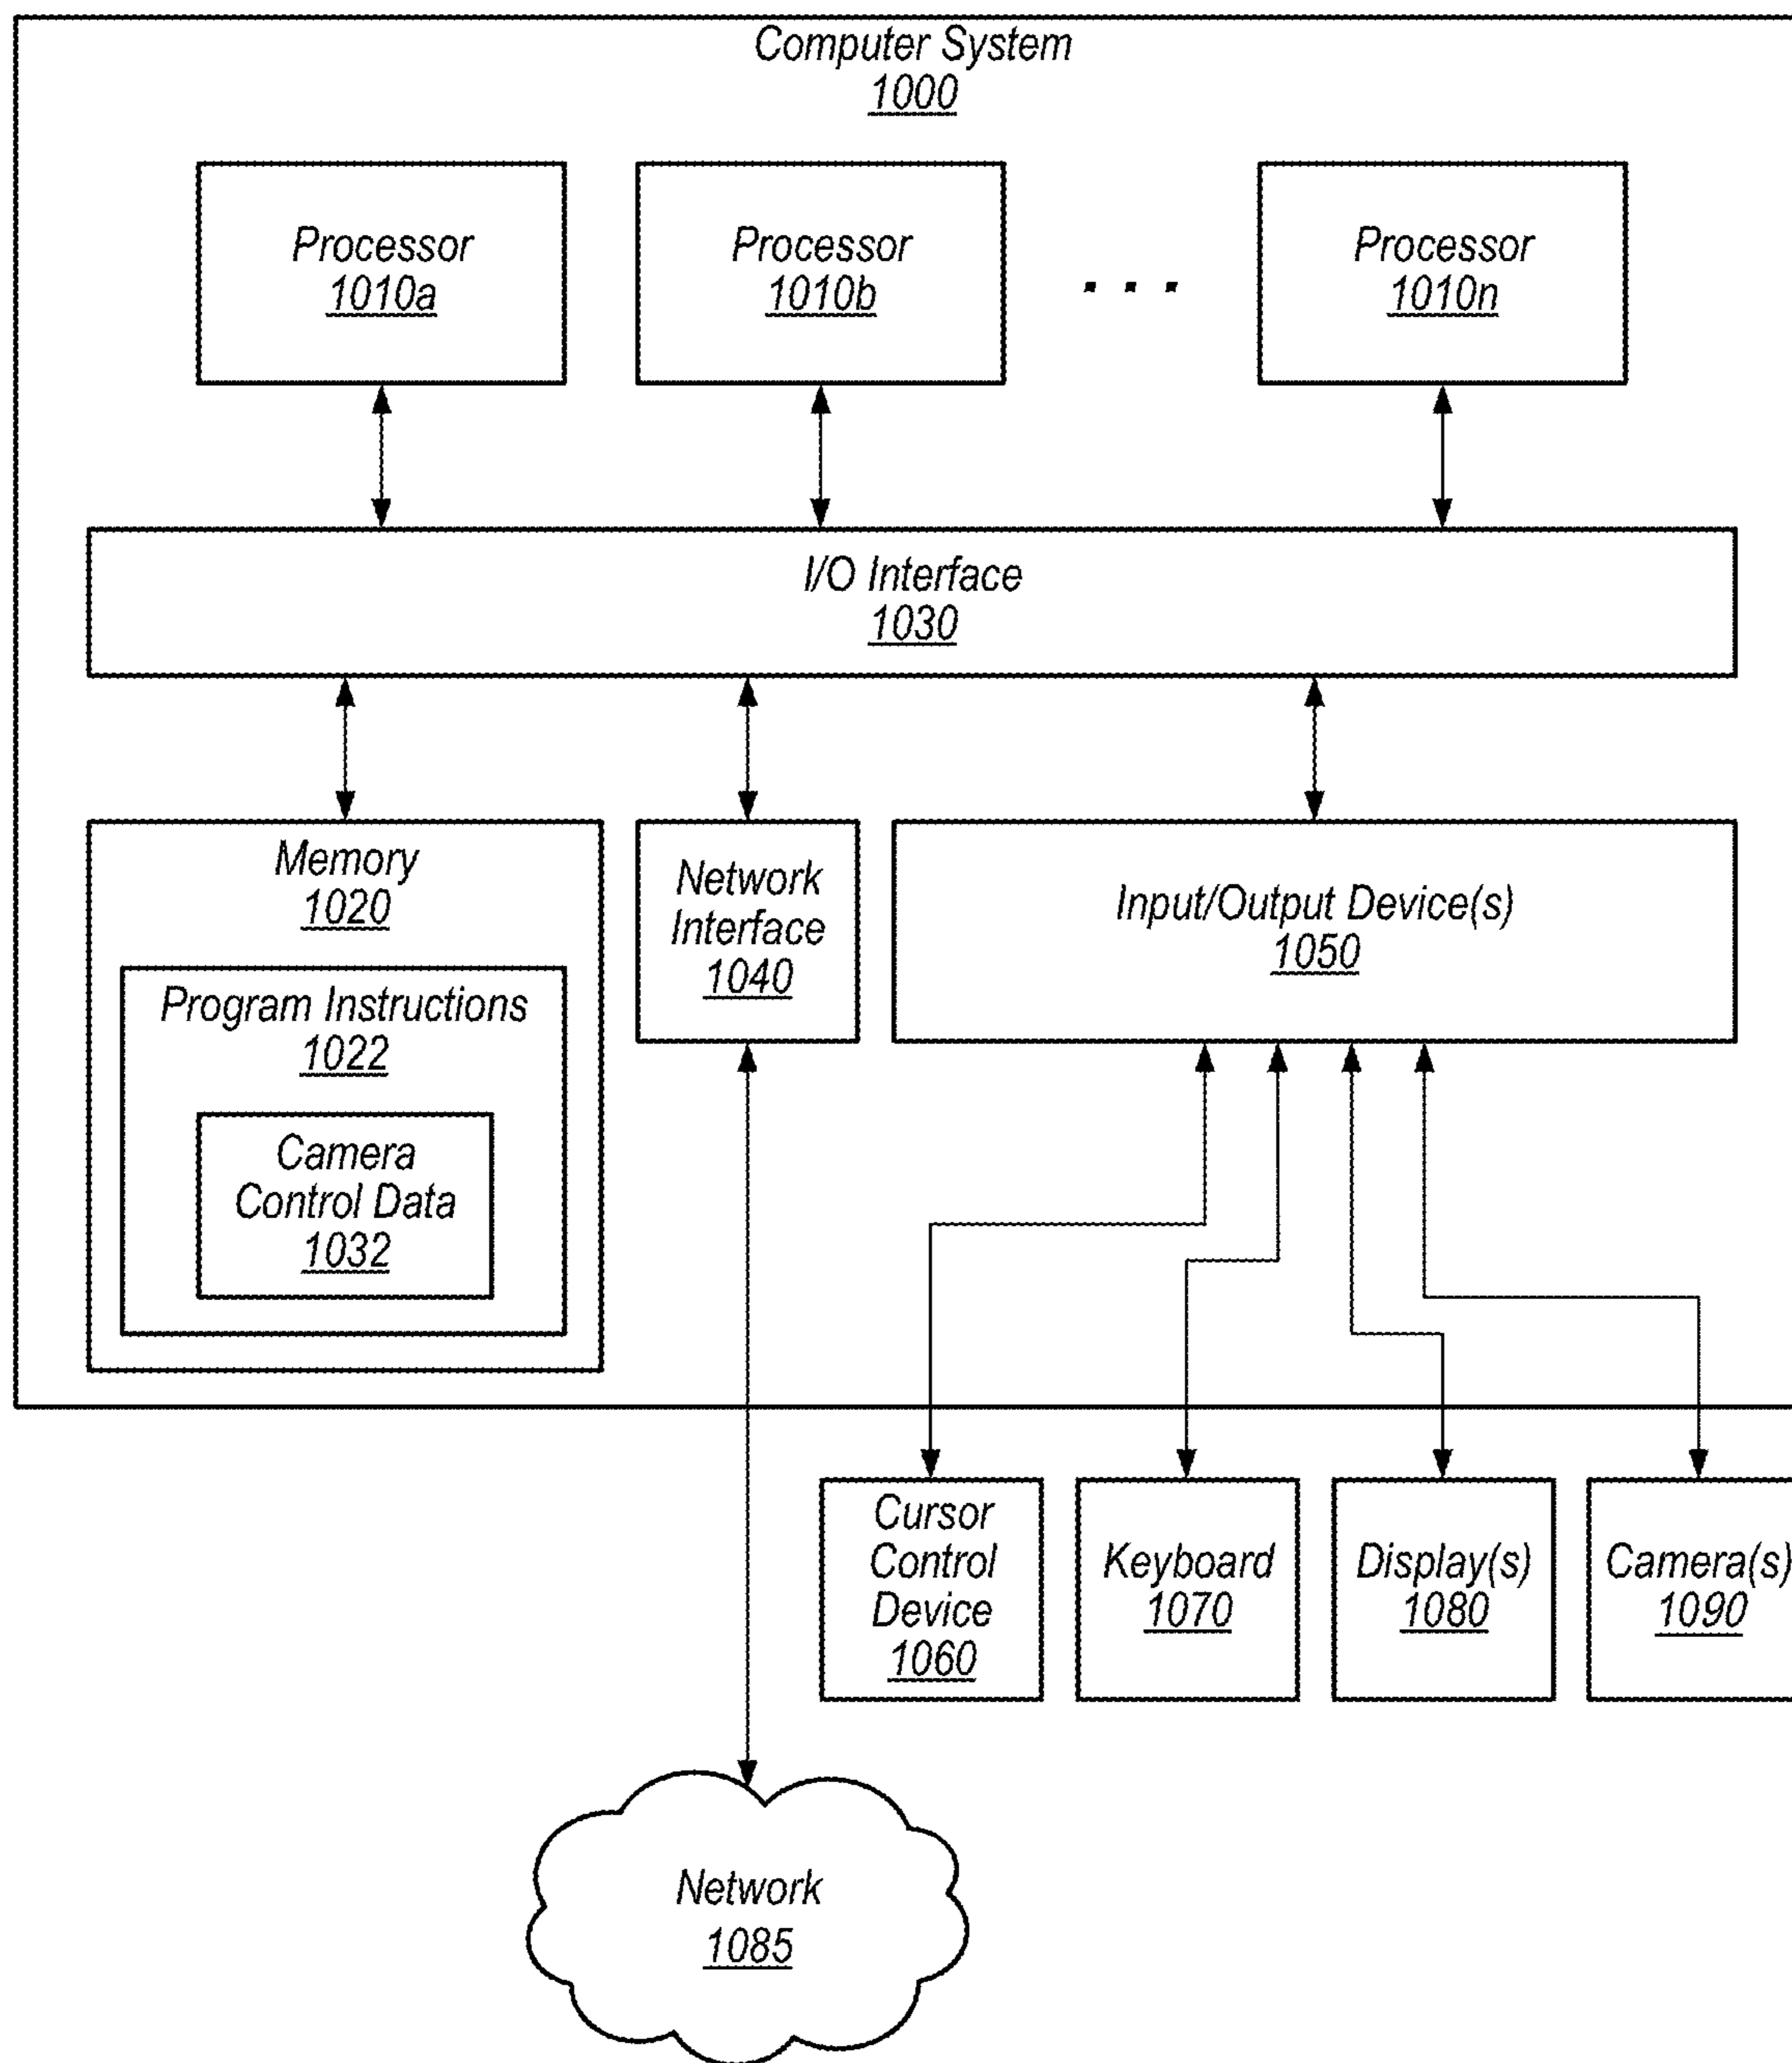 Computer System
1000
Processor
1010a
Processor
1010b
. . .
Processor
1010n
I/O Interface
1030
Memory
1020
Program Instructions
1022
Camera
Control Data
1032
Network
Interface
1040
Input/Output Device(s)
1050
Cursor
Control
Device
1060
Keyboard
1070
Display(s)
1080
Camera(s)
1090
Network
1085